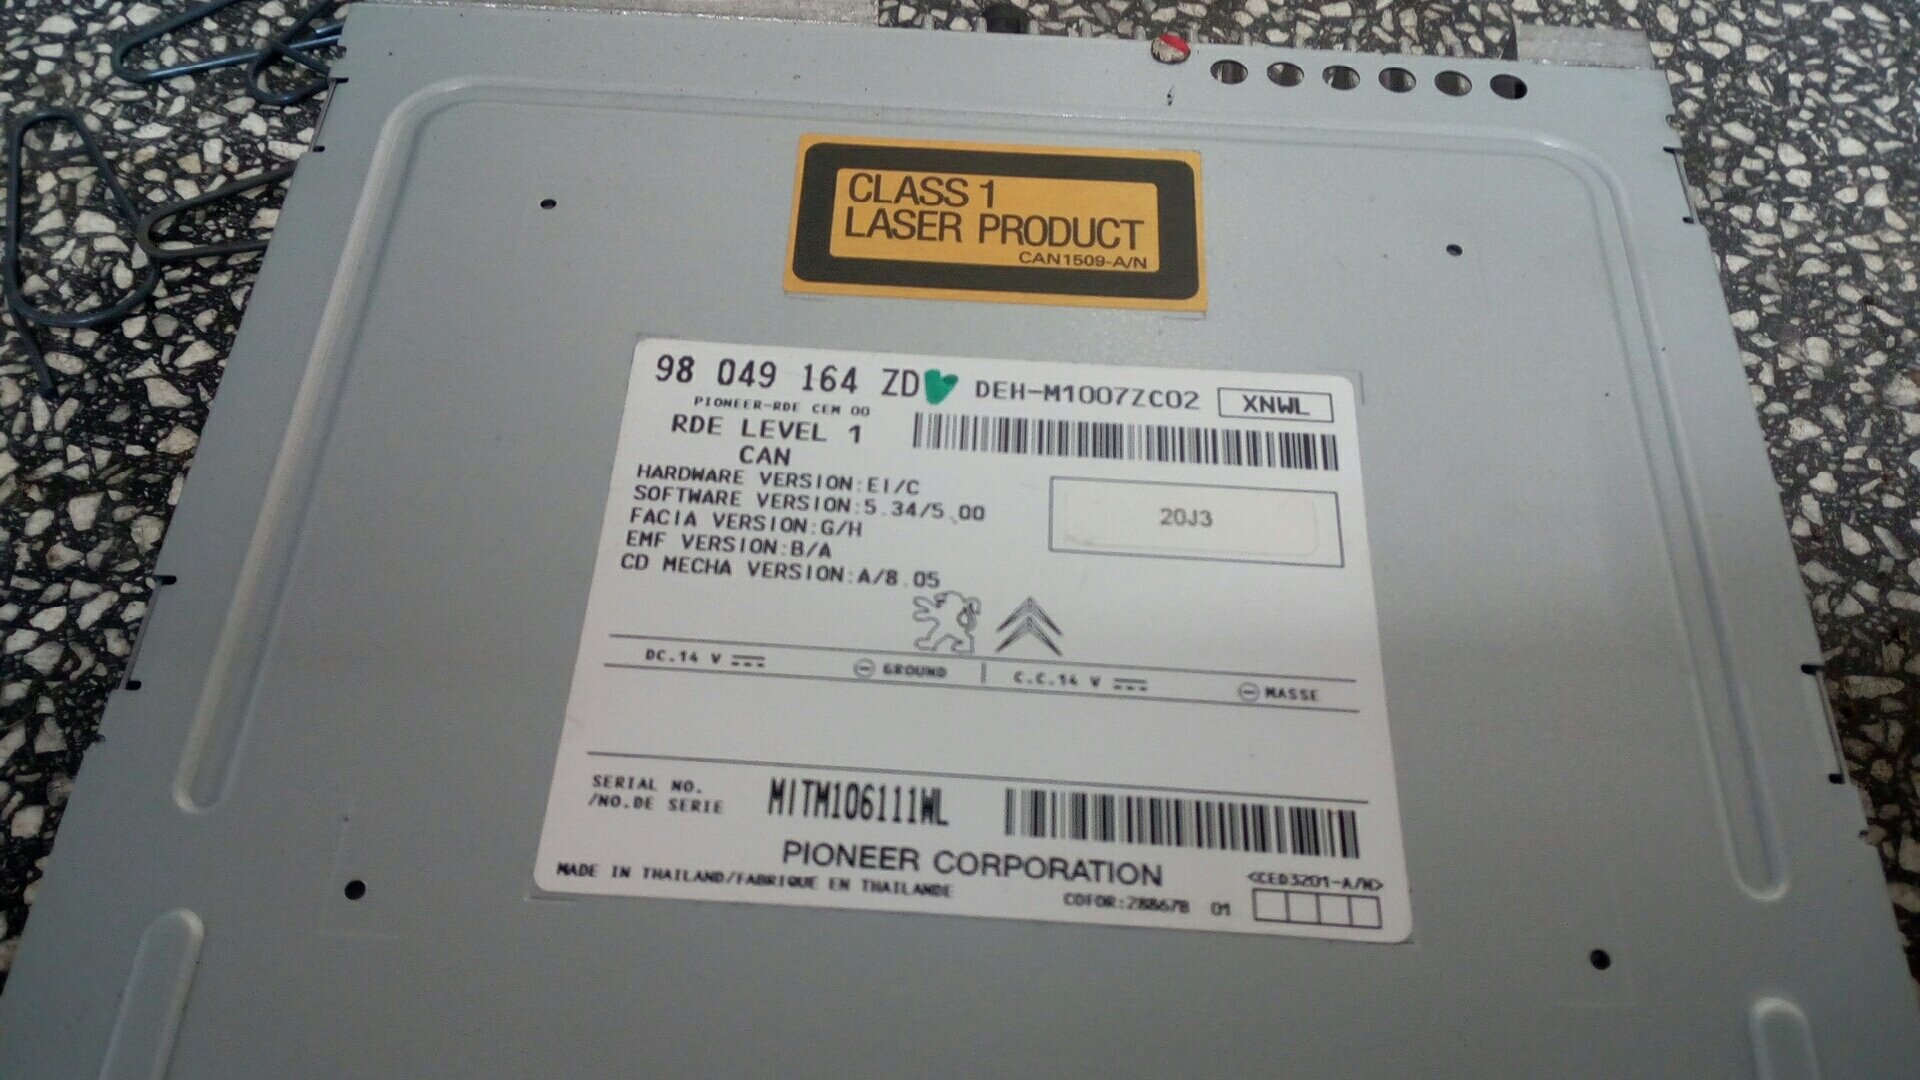 CLASS 1
LASER PRODUCT
CAN1509-A/N
98 049 164 ZD DEH-M1007ZC02 XNWL
PIONEER-RDE CEM 00
RDE LEVEL 1
CAN
HARDWARE VERSION:EI/C
SOFTWARE VERSION:5.34/5.00
20J3
FACIA VERSION:G/H
EMF VERSION:B/A
CD MECHA VERSION:A/8.05
DC.14 V GROUND C.C.14 V MASSE
SERIAL NO.
/NO.DE SERIE MITM106111WL
PIONEER CORPORATION
MADE IN THAILAND/FABRIQUE EN THAILANDE
<CED3201-A/N>
COFOR:28867B 01